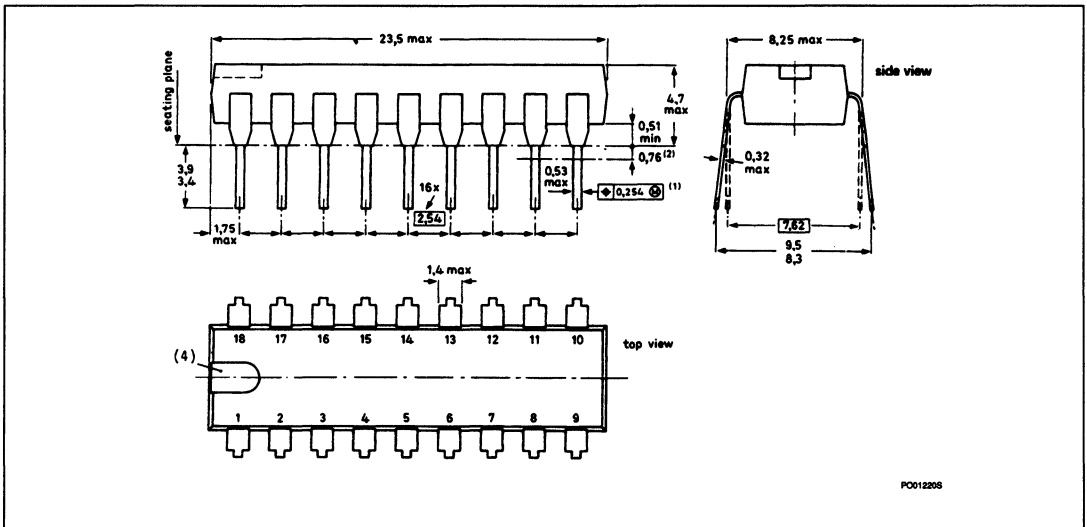 23,5 max
8,25 max
side view
seating plane
4,7
max
0,51
min
0,76 (2)
3,9
3,4
0,53
max
0,254 Ⓜ (1)
0,32
max
16x
2,54
1,75
max
7,62
9,5
8,3
1,4 max
18 17 16 15 14 13 12 11 10
top view
(4)
1 2 3 4 5 6 7 8 9
PO01220S